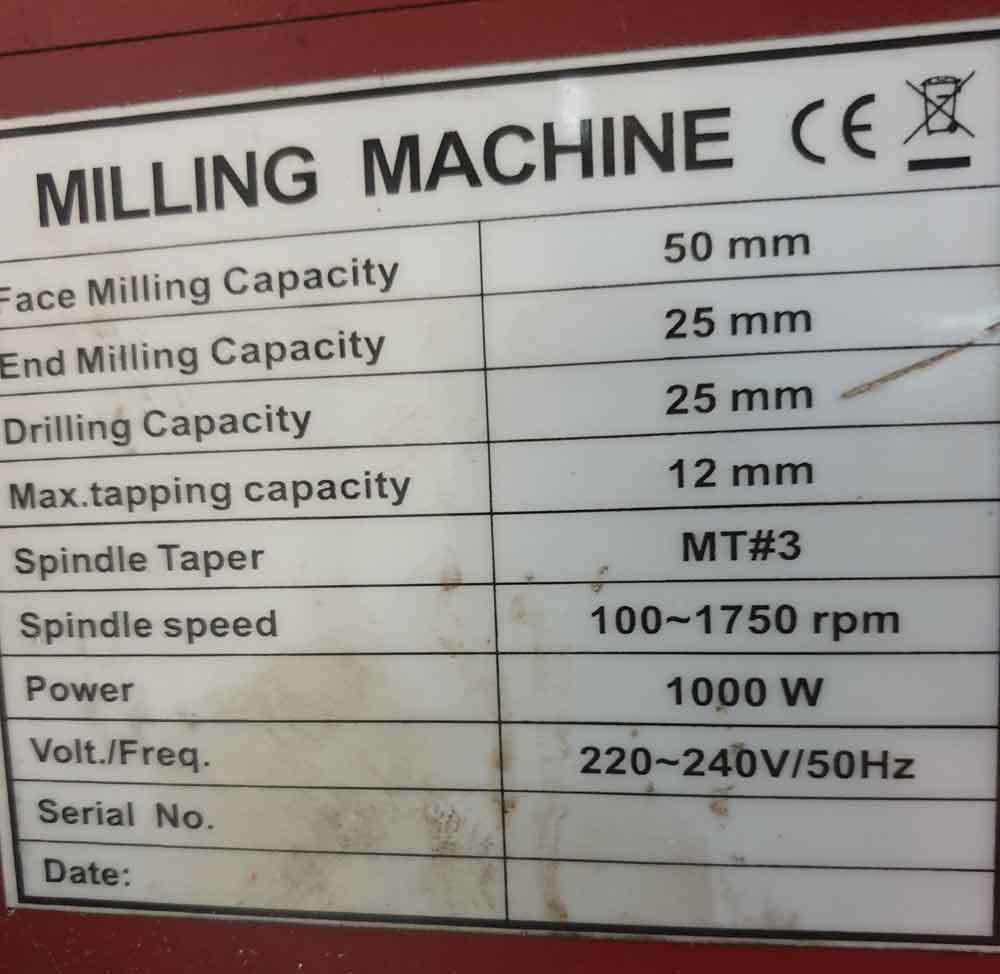 MILLING MACHINE CE
Face Milling Capacity 50 mm
End Milling Capacity 25 mm
Drilling Capacity 25 mm
Max.tapping capacity 12 mm
Spindle Taper MT#3
Spindle speed 100~1750 rpm
Power 1000 W
Volt./Freq. 220~240V/50Hz
Serial No.
Date: